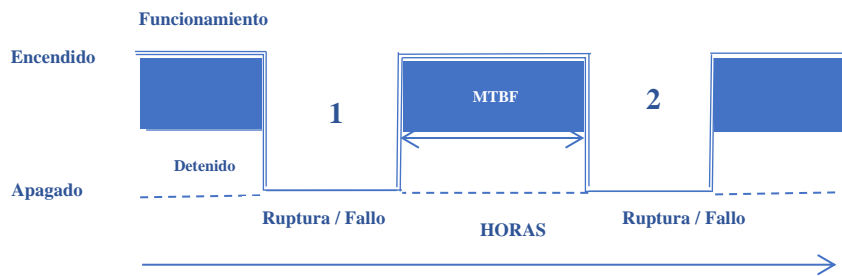 Funcionamiento
Encendido
MTBF
1
2
Detenido
Apagado
Ruptura / Fallo
HORAS
Ruptura / Fallo